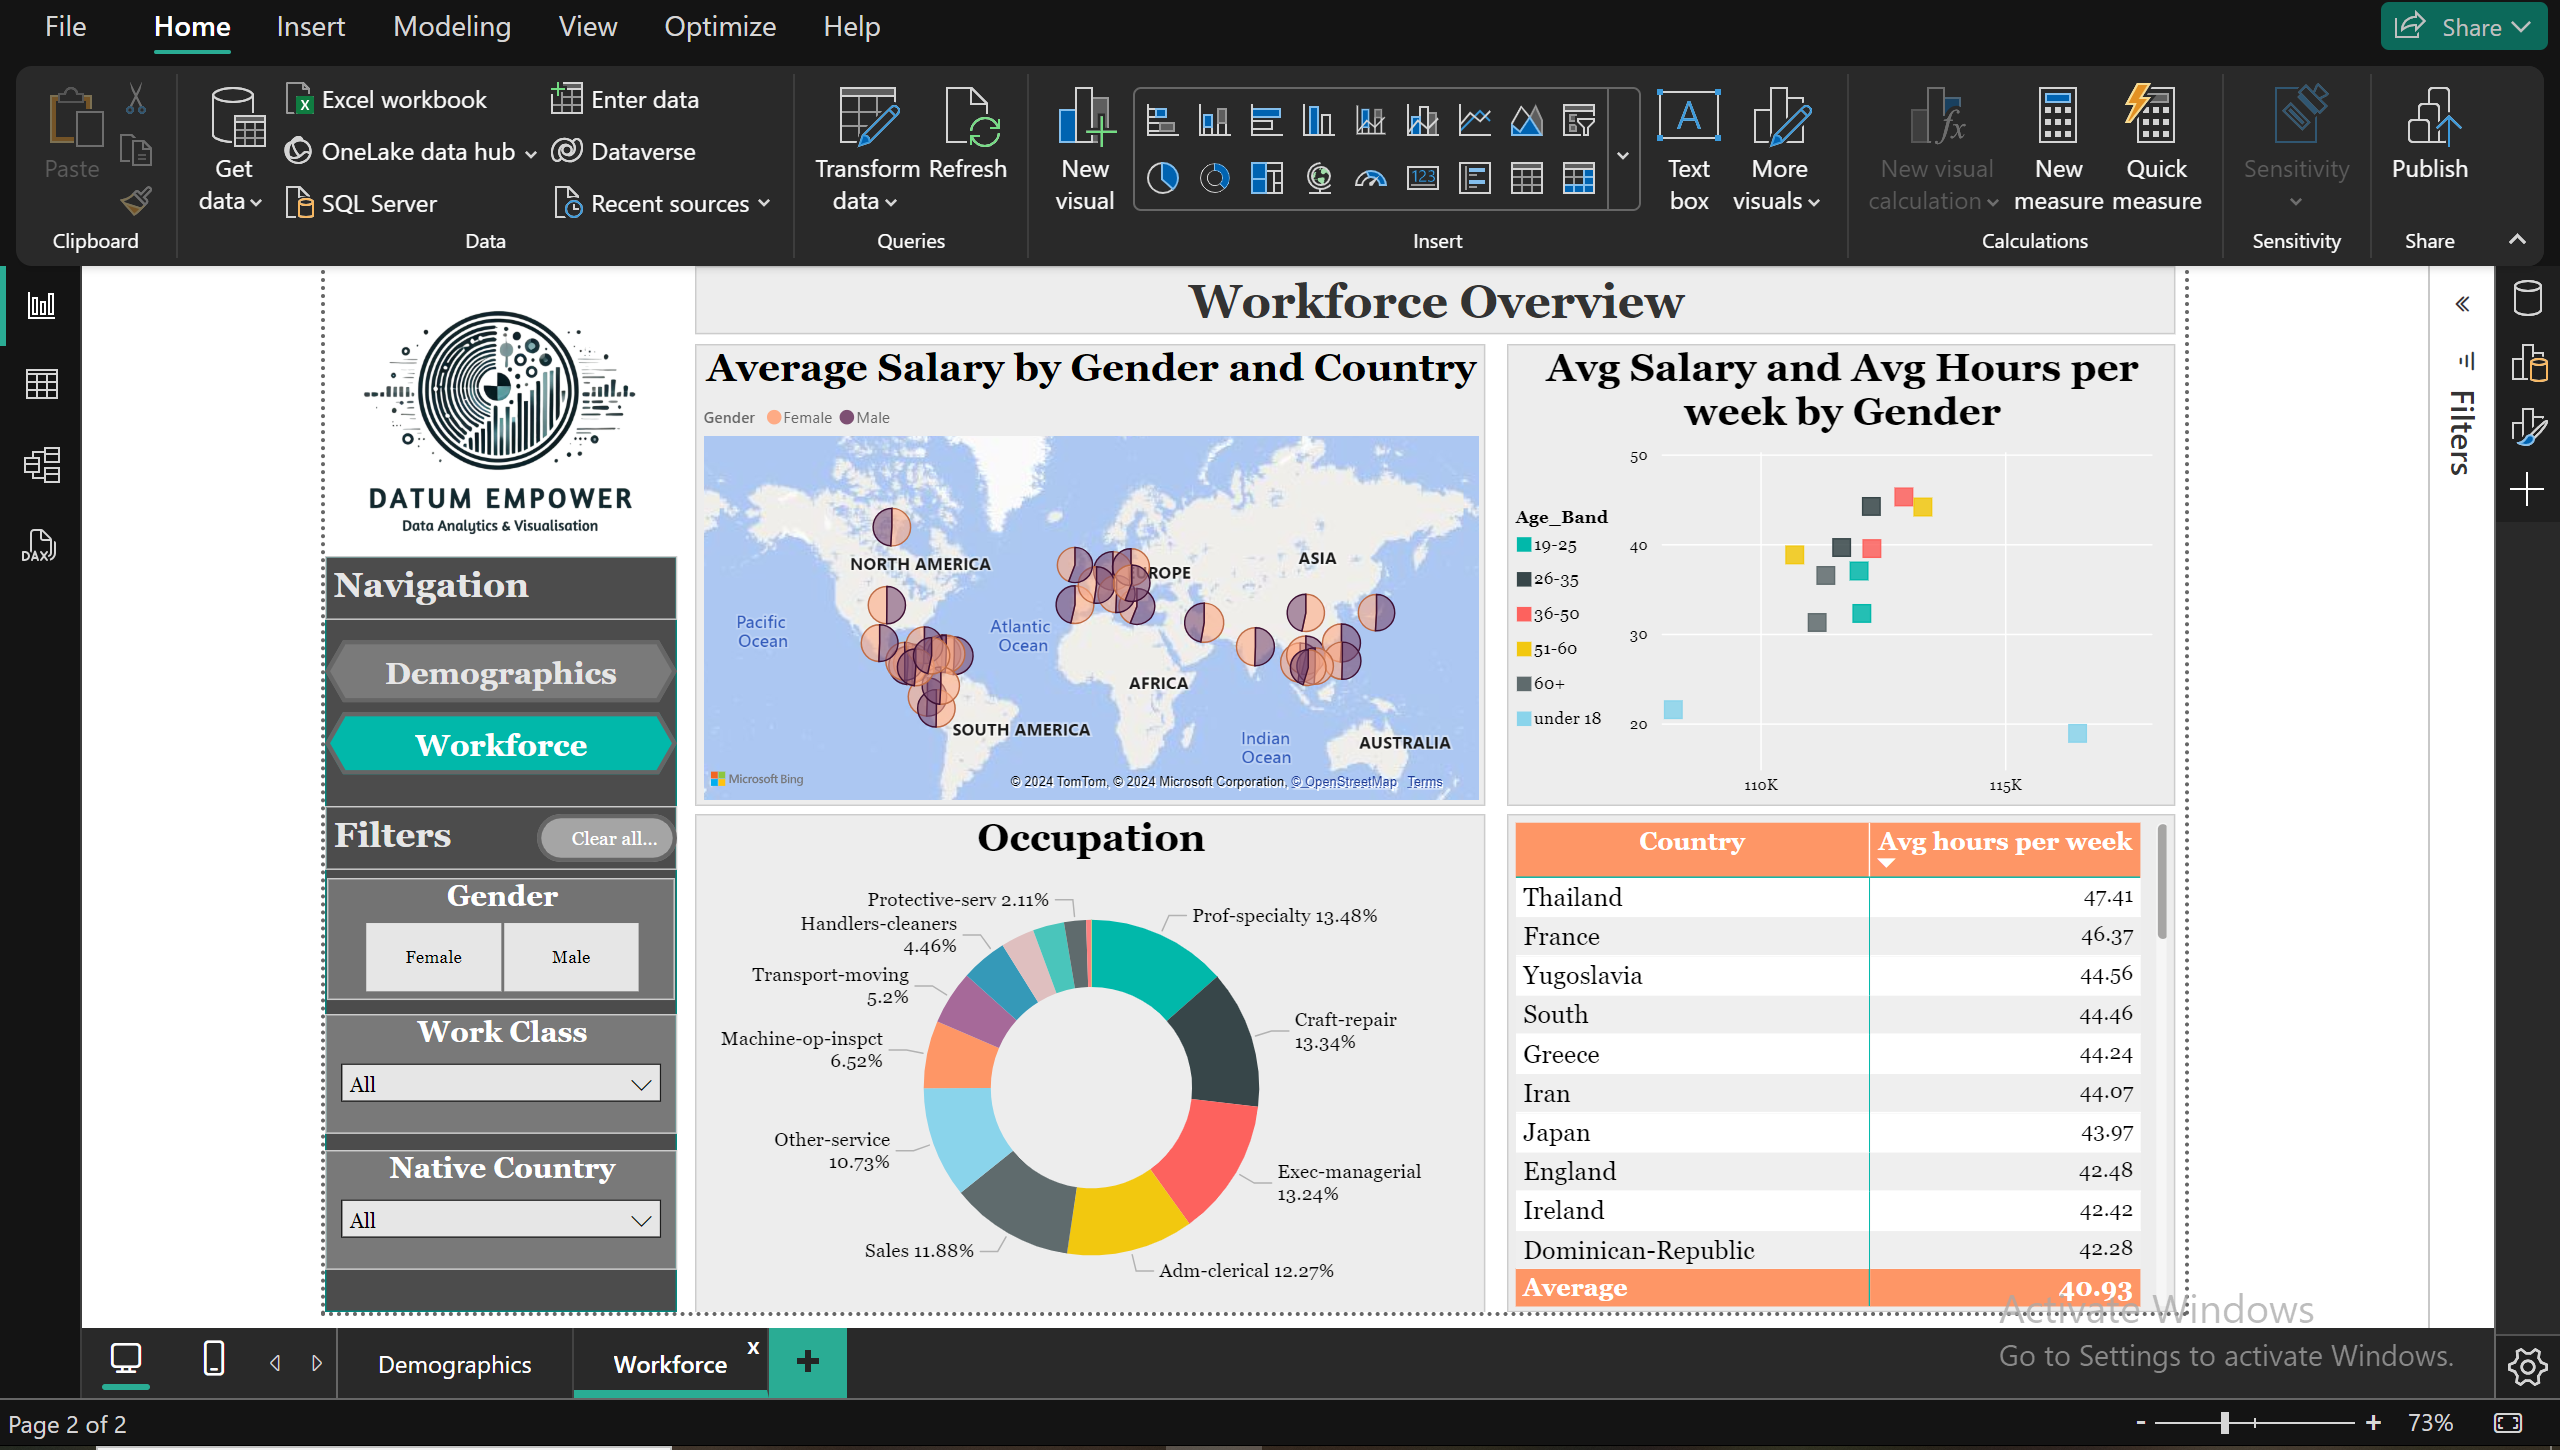 File Home Insert Modeling View Optimize Help Share
Paste
Clipboard
Get data
Excel workbook
OneLake data hub
SQL Server
Enter data
Dataverse
Recent sources
Data
Transform data
Refresh
Queries
New visual
123
Insert
A
Text box
More visuals
New visual calculation
New measure
Quick measure
Calculations
Sensitivity
Sensitivity
Publish
Share
DAX
DATUM EMPOWER
Data Analytics & Visualisation
Navigation
Demographics
Workforce
Filters
Clear all...
Gender
Female Male
Work Class
All
Native Country
All
Workforce Overview
Average Salary by Gender and Country
Gender Female Male
NORTH AMERICA
ROPE
ASIA
Pacific
Ocean
Atlantic
Ocean
AFRICA
SOUTH AMERICA
Indian
Ocean
AUSTRALIA
Microsoft Bing
© 2024 TomTom, © 2024 Microsoft Corporation, © OpenStreetMap Terms
Avg Salary and Avg Hours per
week by Gender
Age_Band
19-25
26-35
36-50
51-60
60+
under 18
50
40
30
20
110K 115K
Occupation
Protective-serv 2.11%
Handlers-cleaners
4.46%
Transport-moving
5.2%
Machine-op-inspct
6.52%
Other-service
10.73%
Sales 11.88%
Prof-specialty 13.48%
Craft-repair
13.34%
Exec-managerial
13.24%
Adm-clerical 12.27%
Country Avg hours per week
Thailand 47.41
France 46.37
Yugoslavia 44.56
South 44.46
Greece 44.24
Iran 44.07
Japan 43.97
England 42.48
Ireland 42.42
Dominican-Republic 42.28
Average 40.93
Filters
Activate Windows
Go to Settings to activate Windows.
Demographics
Workforce
x
+
Page 2 of 2
- + 73%